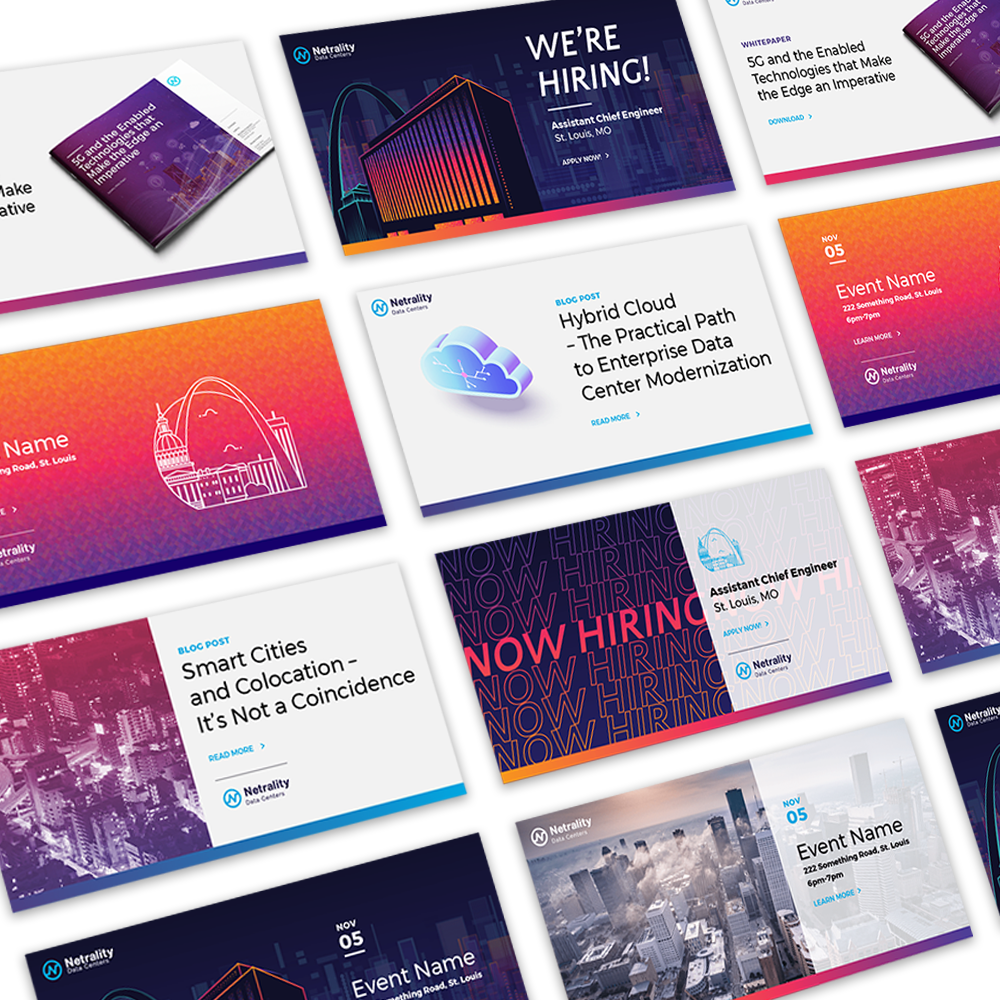 5G and the Enabled
Technologies that
Make the Edge an
Imperative
Make
ative
Netrality
Data Centers
WE'RE
HIRING!
Assistant Chief Engineer
St. Louis, MO
APPLY NOW! >
WHITEPAPER
5G and the Enabled
Technologies that Make
the Edge an Imperative
DOWNLOAD >
5G and the Enabled
Technologies that
Make the Edge an
Imperative
Name
ng Road, St. Louis
>
etrality
Centers
Netrality
Data Centers
BLOG POST
Hybrid Cloud
– The Practical Path
to Enterprise Data
Center Modernization
READ MORE >
NOV
05
Event Name
222 Something Road, St. Louis
6pm-7pm
LEARN MORE >
Netrality
Data Centers
BLOG POST
Smart Cities
and Colocation –
It's Not a Coincidence
READ MORE >
Netrality
Data Centers
NOW HIRING
NOW HIRING
NOW HIRING
NOW HIRING
NOW HIRING
NOW HIRING
NOW HIRING
Assistant Chief Engineer
St. Louis, MO
APPLY NOW! >
Netrality
Data Centers
Netrality
Data Centers
NOV
05
Event Name
222 Something Road, St. Louis
6pm-7pm
LEARN MORE >
Netrality
Data Centers
Netrality
Data Centers
NOV
05
Event Name
mething Road, St. Louis